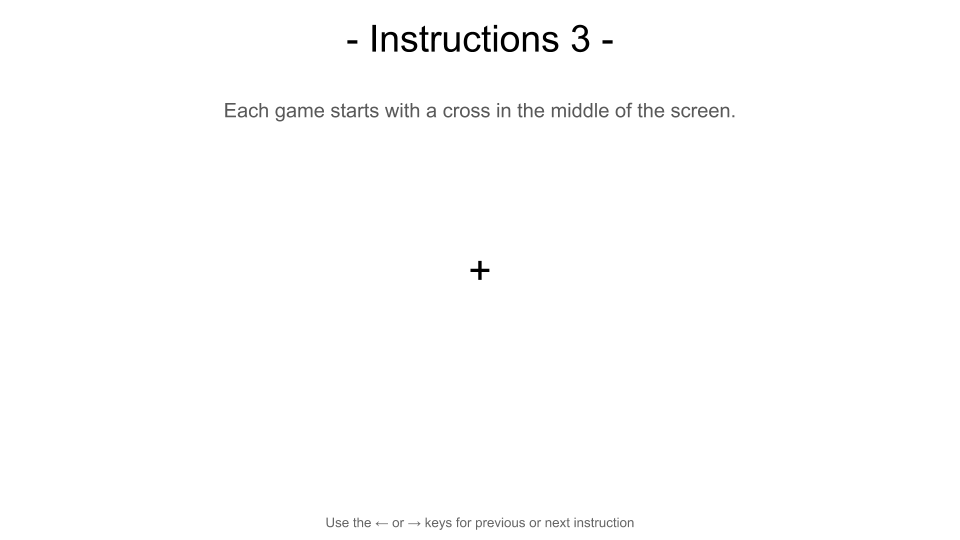 - Instructions 3 -
Each game starts with a cross in the middle of the screen.
+
Use the ← or → keys for previous or next instruction